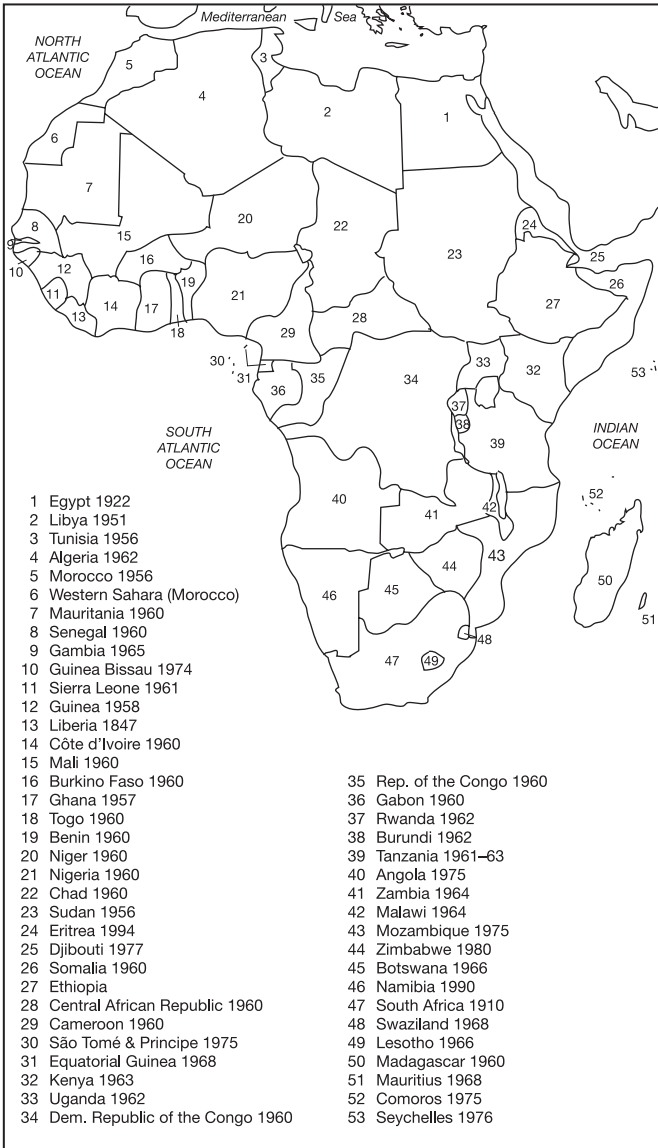 Mediterranean Sea
NORTH
ATLANTIC
OCEAN
5
3
4
2
1
6
7
20
22
8
15
24
9
16
23
25
10
12
19
26
21
27
11
14
17
13
28
18
29
30
33
32
31
35
34
53
36
37
38
SOUTH
ATLANTIC
OCEAN
39
INDIAN
OCEAN
40
42
52
41
43
44
50
46
45
51
48
47
49
1 Egypt 1922
2 Libya 1951
3 Tunisia 1956
4 Algeria 1962
5 Morocco 1956
6 Western Sahara (Morocco)
7 Mauritania 1960
8 Senegal 1960
9 Gambia 1965
10 Guinea Bissau 1974
11 Sierra Leone 1961
12 Guinea 1958
13 Liberia 1847
14 Côte d'Ivoire 1960
15 Mali 1960
16 Burkino Faso 1960
17 Ghana 1957
18 Togo 1960
19 Benin 1960
20 Niger 1960
21 Nigeria 1960
22 Chad 1960
23 Sudan 1956
24 Eritrea 1994
25 Djibouti 1977
26 Somalia 1960
27 Ethiopia
28 Central African Republic 1960
29 Cameroon 1960
30 São Tomé & Principe 1975
31 Equatorial Guinea 1968
32 Kenya 1963
33 Uganda 1962
34 Dem. Republic of the Congo 1960
35 Rep. of the Congo 1960
36 Gabon 1960
37 Rwanda 1962
38 Burundi 1962
39 Tanzania 1961–63
40 Angola 1975
41 Zambia 1964
42 Malawi 1964
43 Mozambique 1975
44 Zimbabwe 1980
45 Botswana 1966
46 Namibia 1990
47 South Africa 1910
48 Swaziland 1968
49 Lesotho 1966
50 Madagascar 1960
51 Mauritius 1968
52 Comoros 1975
53 Seychelles 1976